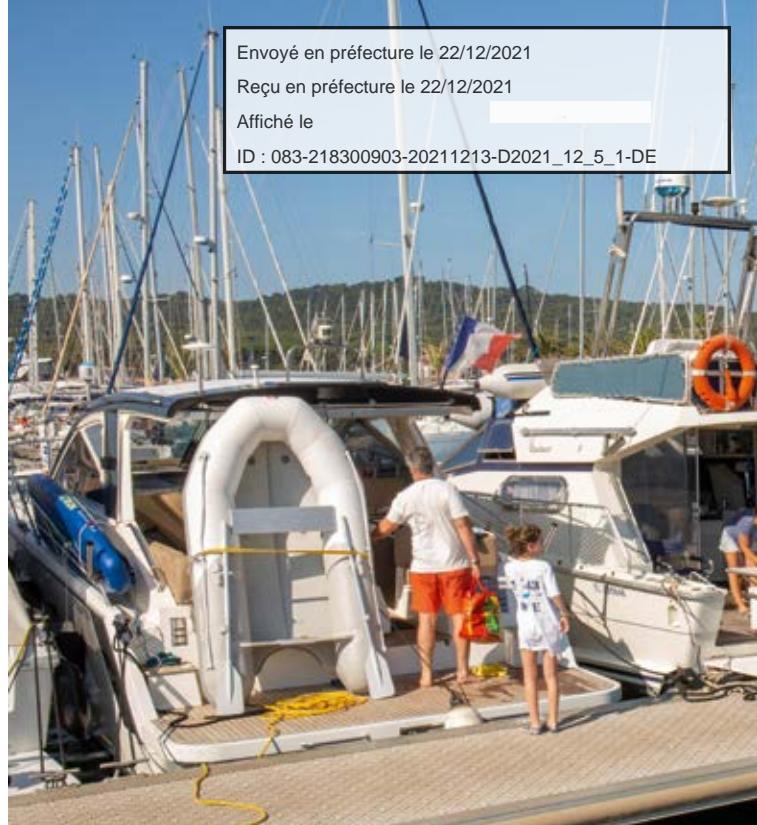 Envoyé en préfecture le 22/12/2021
Reçu en préfecture le 22/12/2021
Affiché le
ID : 083-218300903-20211213-D2021_12_5_1-DE